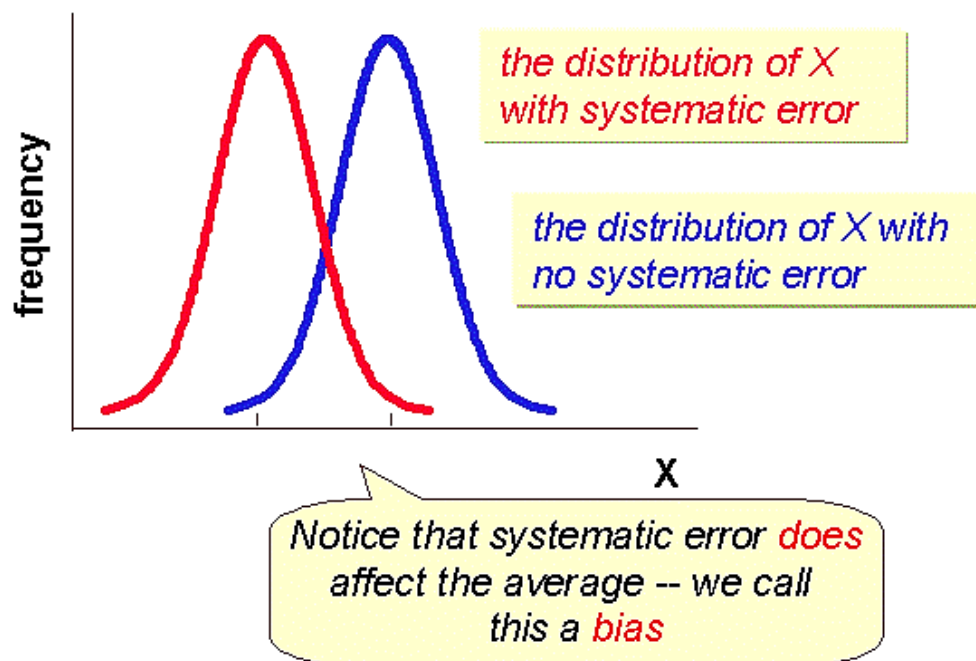 the distribution of X
with systematic error
frequency
the distribution of X with
no systematic error
X
Notice that systematic error does
affect the average -- we call
this a bias